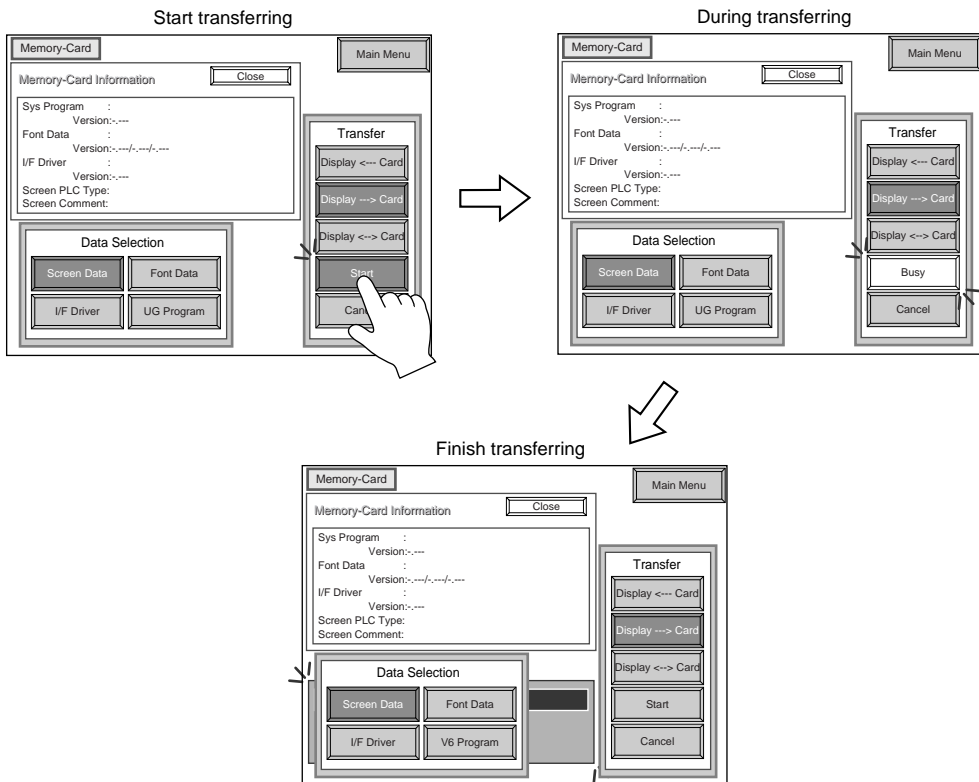 Start transferring
Memory-Card
Main Menu
Memory-Card Information
Close
Sys Program :
Version:-.---
Font Data :
Version:-.---/-.---/-.---
I/F Driver :
Version:-.---
Screen PLC Type:
Screen Comment:
Transfer
Display <--- Card
Display ---> Card
Display <--> Card
Start
Data Selection
Screen Data Font Data
I/F Driver UG Program
During transferring
Memory-Card
Main Menu
Memory-Card Information
Close
Sys Program :
Version:-.---
Font Data :
Version:-.---/-.---/-.---
I/F Driver :
Version:-.---
Screen PLC Type:
Screen Comment:
Transfer
Display <--- Card
Display ---> Card
Display <--> Card
Busy
Cancel
Data Selection
Screen Data Font Data
I/F Driver UG Program
Finish transferring
Memory-Card
Main Menu
Memory-Card Information
Close
Sys Program :
Version:-.---
Font Data :
Version:-.---/-.---/-.---
I/F Driver :
Version:-.---
Screen PLC Type:
Screen Comment:
Transfer
Display <--- Card
Display ---> Card
Display <--> Card
Start
Cancel
Data Selection
Screen Data Font Data
I/F Driver V6 Program